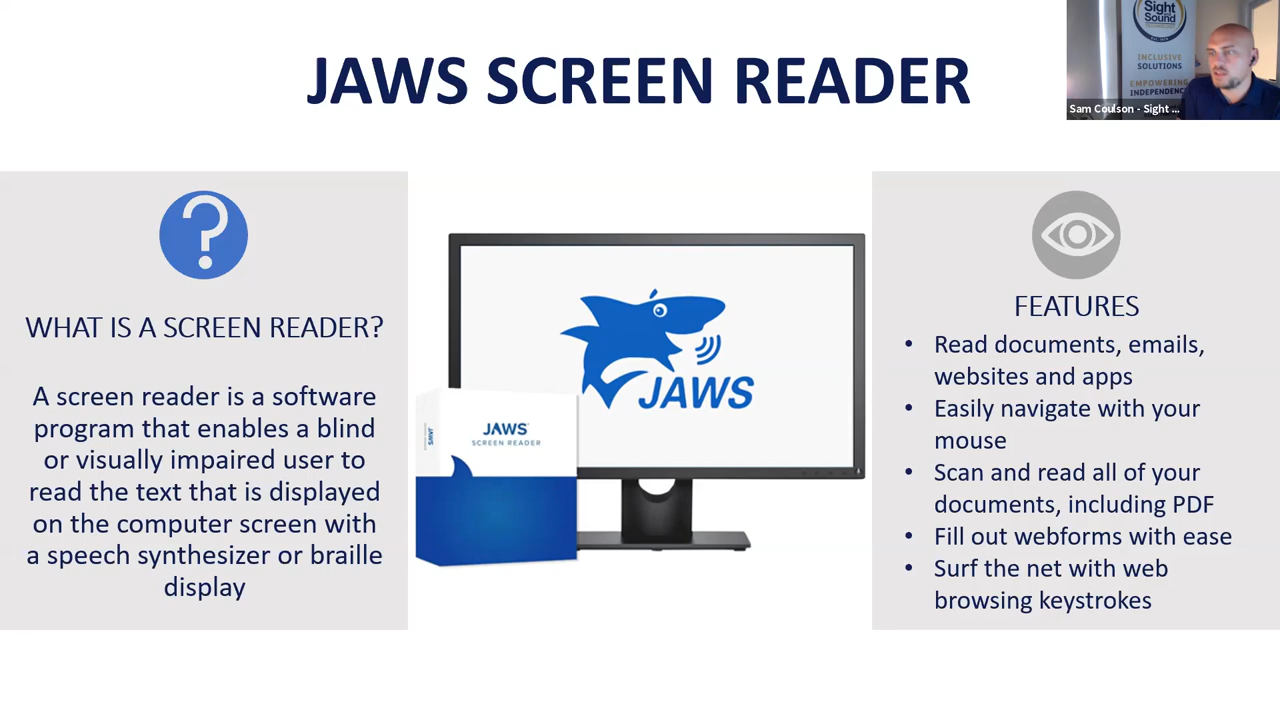 JAWS SCREEN READER
Sight
and
Sound
TECHNOLOGY
INCLUSIVE
SOLUTIONS
EMPOWERING
INDEPENDENCE
Sam Coulson - Sight ...
WHAT IS A SCREEN READER?
A screen reader is a software
program that enables a blind
or visually impaired user to
read the text that is displayed
on the computer screen with
a speech synthesizer or braille
display
JAWS
JAWS
SCREEN READER
JAWS
FEATURES
• Read documents, emails,
websites and apps
• Easily navigate with your
mouse
• Scan and read all of your
documents, including PDF
• Fill out webforms with ease
• Surf the net with web
browsing keystrokes